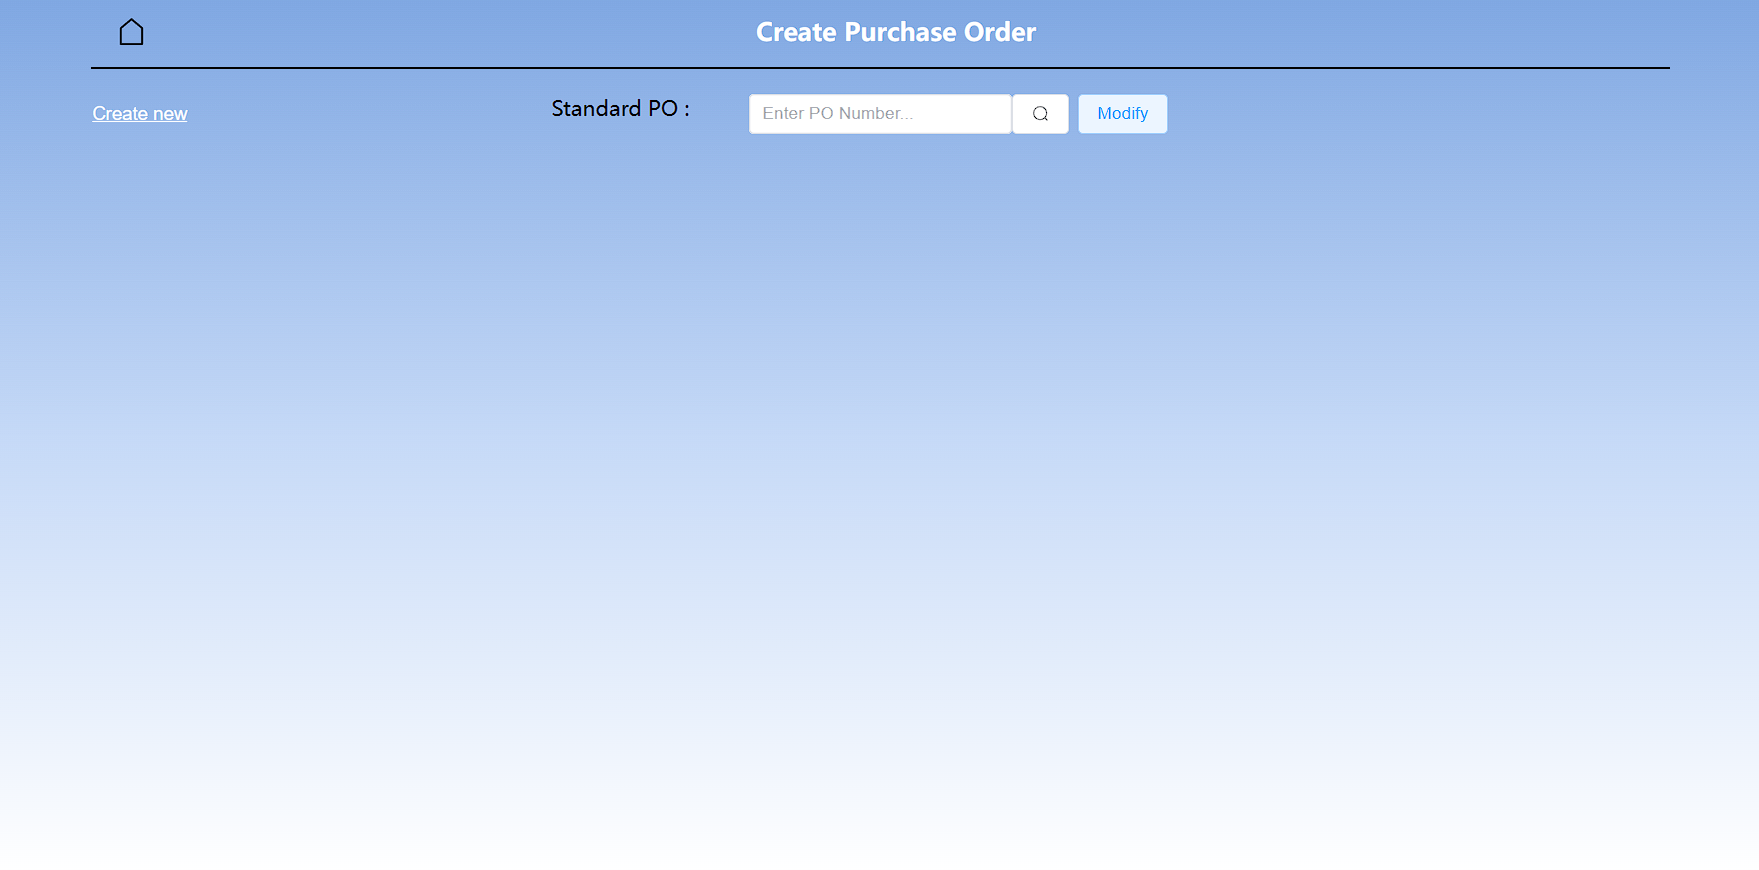 Create Purchase Order
Create new
Standard PO :
Enter PO Number...
Modify